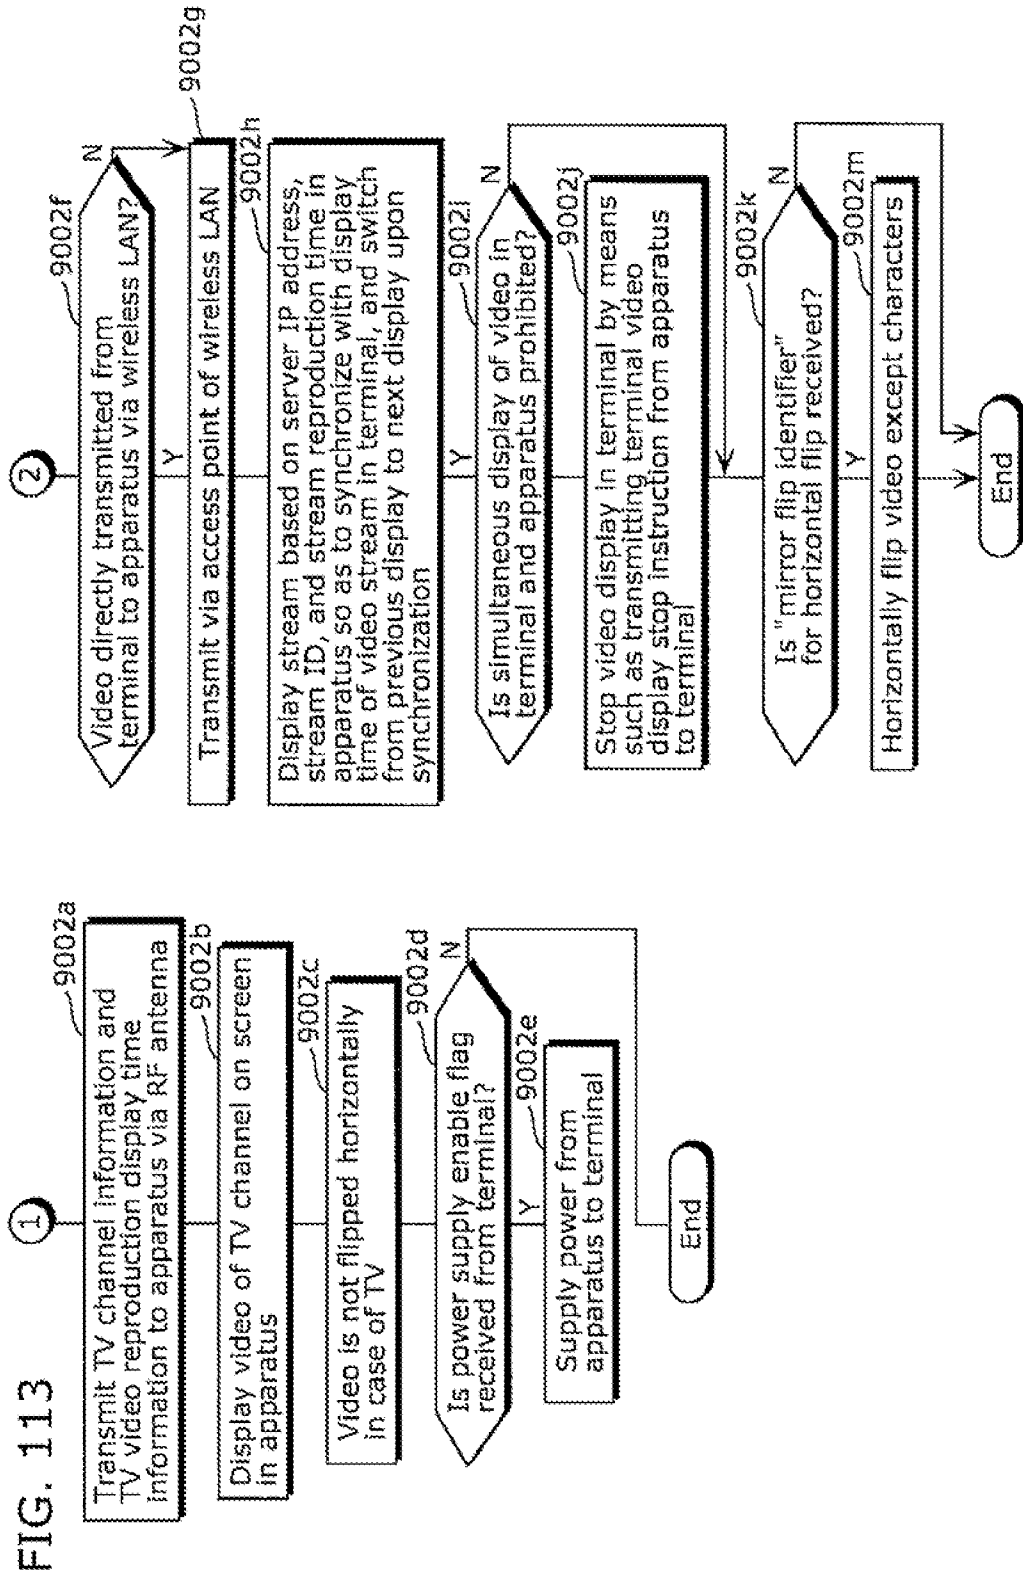 FIG. 113
1
9002a
Transmit TV channel information and
TV video reproduction display time
information to apparatus via RF antenna
9002b
Display video of TV channel on screen
in apparatus
9002c
Video is not flipped horizontally
in case of TV
9002d
Is power supply enable flag
received from terminal?
N
Y
9002e
Supply power from
apparatus to terminal
End
2
9002f
Video directly transmitted from
terminal to apparatus via wireless LAN?
N
Y
9002g
Transmit via access point of wireless LAN
9002h
Display stream based on server IP address,
stream ID, and stream reproduction time in
apparatus so as to synchronize with display
time of video stream in terminal, and switch
from previous display to next display upon
synchronization
Y
9002i
Is simultaneous display of video in
terminal and apparatus prohibited?
N
9002j
Stop video display in terminal by means
such as transmitting terminal video
display stop instruction from apparatus
to terminal
9002k
Is "mirror flip identifier"
for horizontal flip received?
N
Y
9002m
Horizontally flip video except characters
End